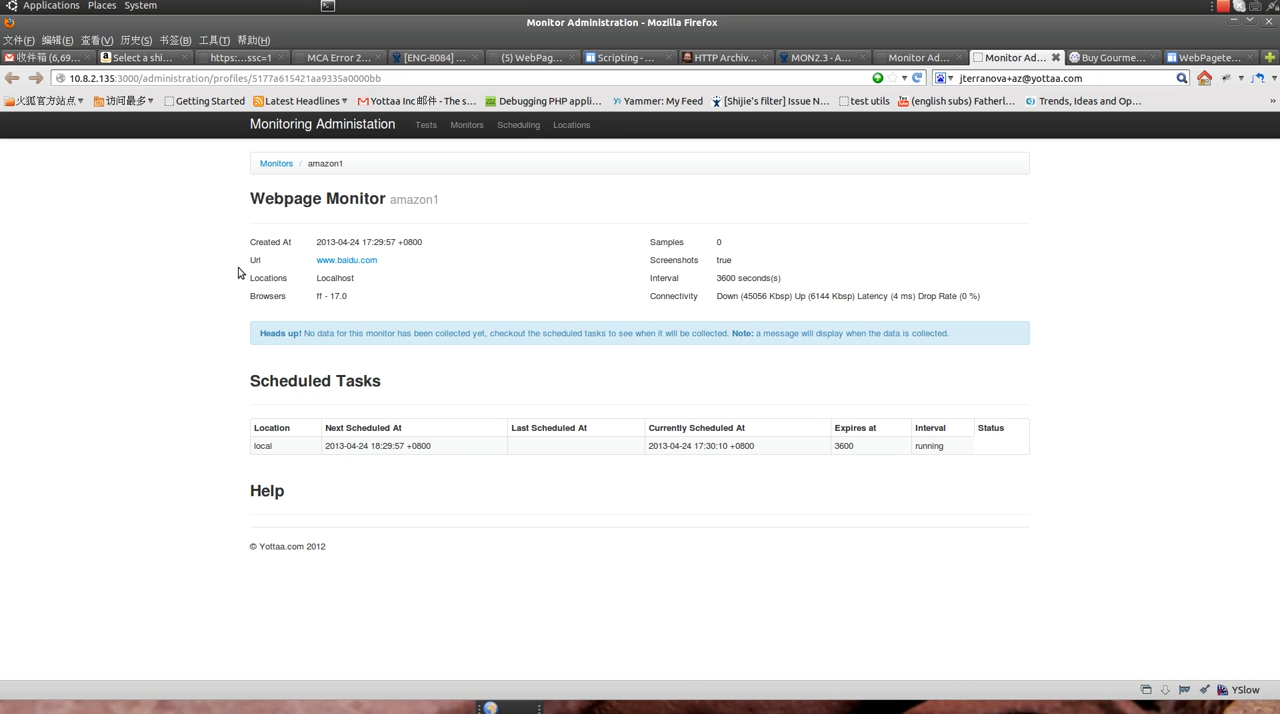 Applications Places System
Monitor Administration - Mozilla Firefox
文件(F) 编辑(E) 查看(V) 历史(S) 书签(B) 工具(T) 帮助(H)
收件箱 (6,69... Select a shi... https:...ssc=1 MCA Error 2... [ENG-8084] ... (5) WebPag... Scripting - ... HTTP Archiv... MON2.3 - A... Monitor Ad... Monitor Ad... Buy Gourme... WebPagete...
10.8.2.135:3000/administration/profiles/5177a615421aa9335a0000bb jterranova+az@yottaa.com
火狐官方站点 访问最多 Getting Started Latest Headlines Yottaa Inc邮件 - The s... Debugging PHP appli... Yammer: My Feed [Shijie's filter] Issue N... test utils (english subs) Fatherl... Trends, Ideas and Op... »
Monitoring Administation Tests Monitors Scheduling Locations
Monitors / amazon1
Webpage Monitor amazon1
Created At 2013-04-24 17:29:57 +0800 Samples 0
Url www.baidu.com Screenshots true
Locations Localhost Interval 3600 seconds(s)
Browsers ff - 17.0 Connectivity Down (45056 Kbsp) Up (6144 Kbsp) Latency (4 ms) Drop Rate (0 %)
Heads up! No data for this monitor has been collected yet, checkout the scheduled tasks to see when it will be collected. Note: a message will display when the data is collected.
Scheduled Tasks
Location Next Scheduled At Last Scheduled At Currently Scheduled At Expires at Interval Status
local 2013-04-24 18:29:57 +0800 2013-04-24 17:30:10 +0800 3600 running
Help
© Yottaa.com 2012
YSlow